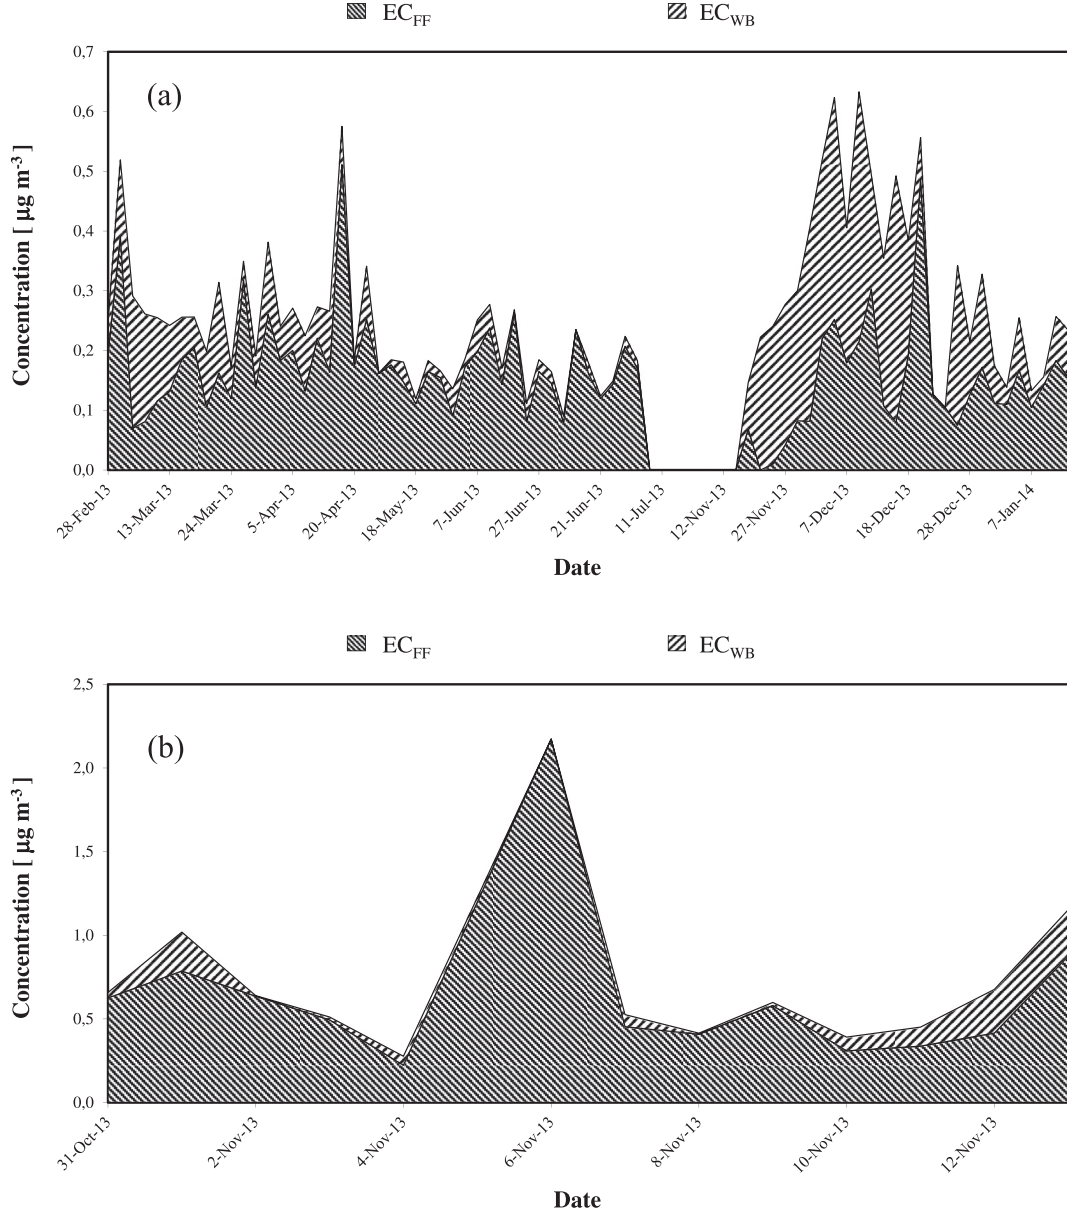 EC_FF EC_WB
(a)
Concentration [ µg m⁻³ ]
0,7
0,6
0,5
0,4
0,3
0,2
0,1
0,0
28-Feb-13 13-Mar-13 24-Mar-13 5-Apr-13 20-Apr-13 18-May-13 7-Jun-13 27-Jun-13 21-Jun-13 11-Jul-13 12-Nov-13 27-Nov-13 7-Dec-13 18-Dec-13 28-Dec-13 7-Jan-14
Date
EC_FF EC_WB
(b)
Concentration [ µg m⁻³ ]
2,5
2,0
1,5
1,0
0,5
0,0
31-Oct-13 2-Nov-13 4-Nov-13 6-Nov-13 8-Nov-13 10-Nov-13 12-Nov-13
Date